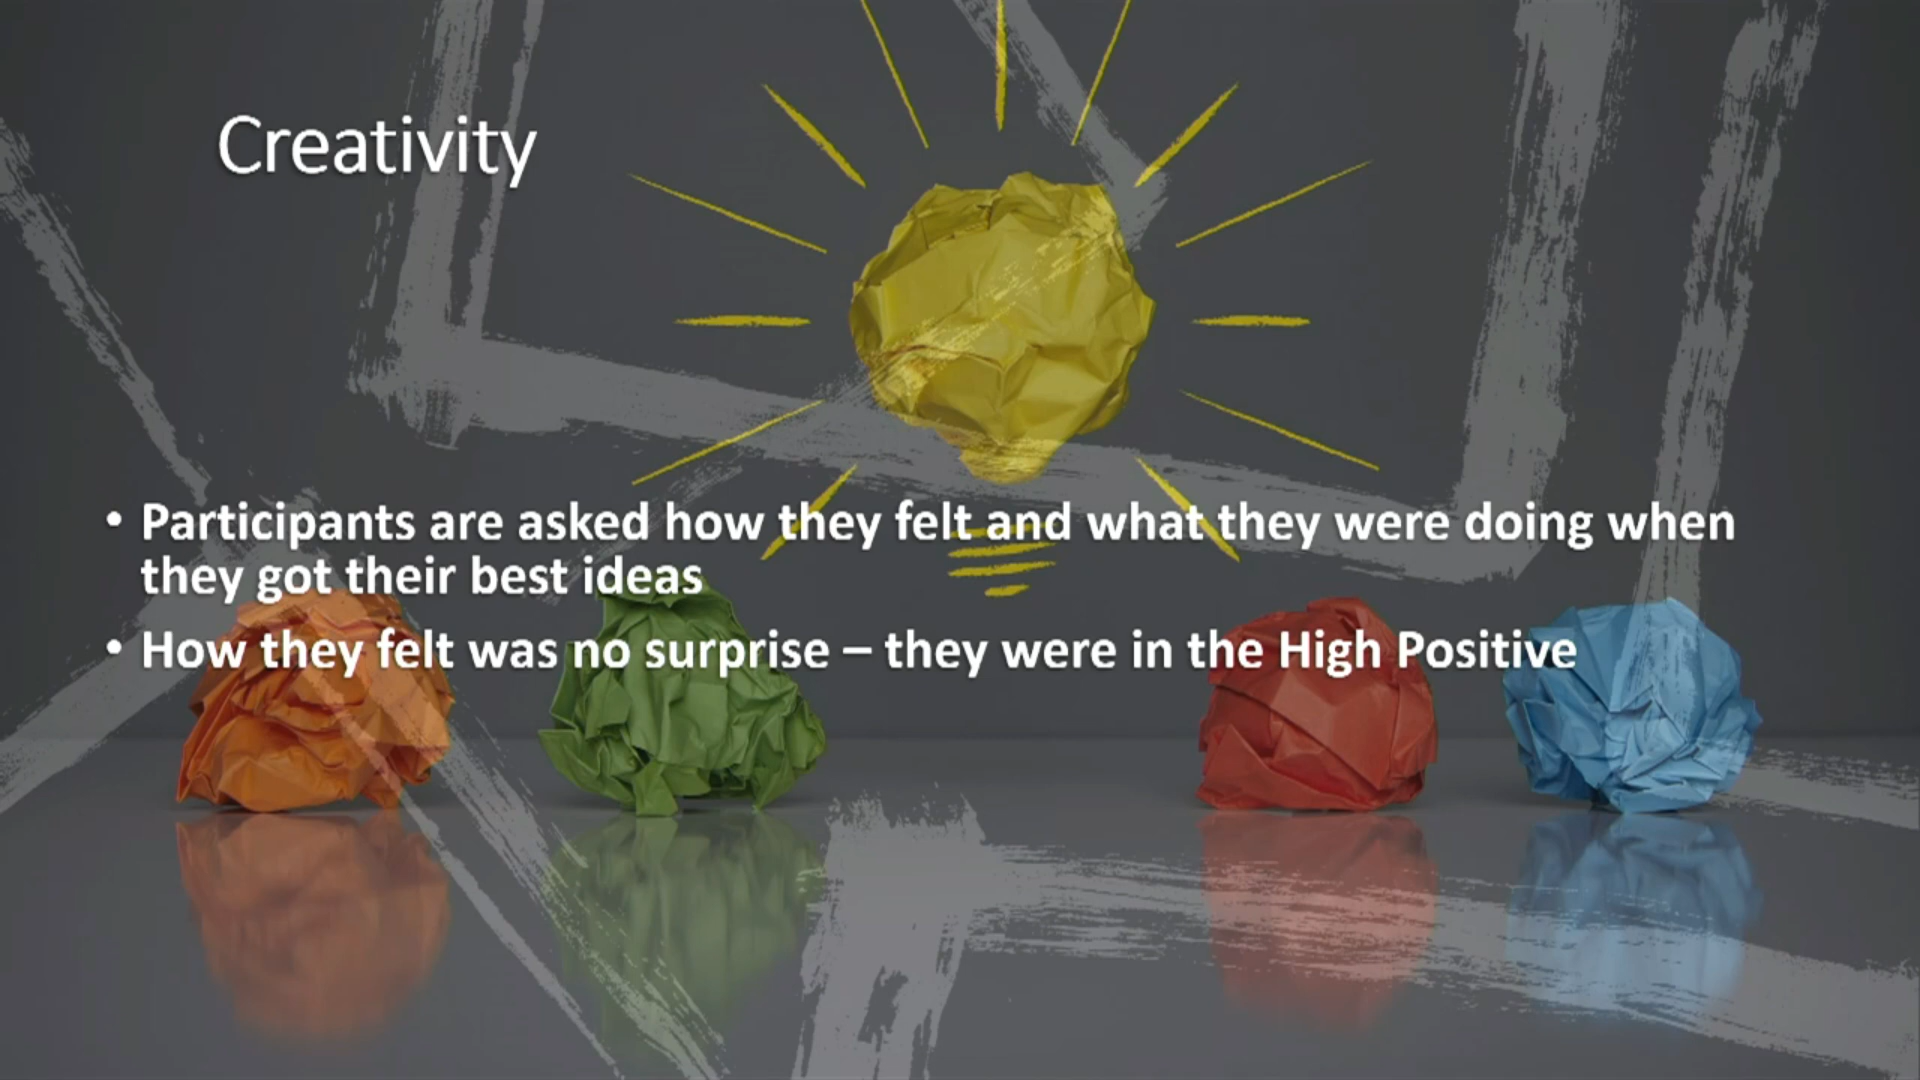 Creativity
• Participants are asked how they felt and what they were doing when
they got their best ideas
• How they felt was no surprise – they were in the High Positive